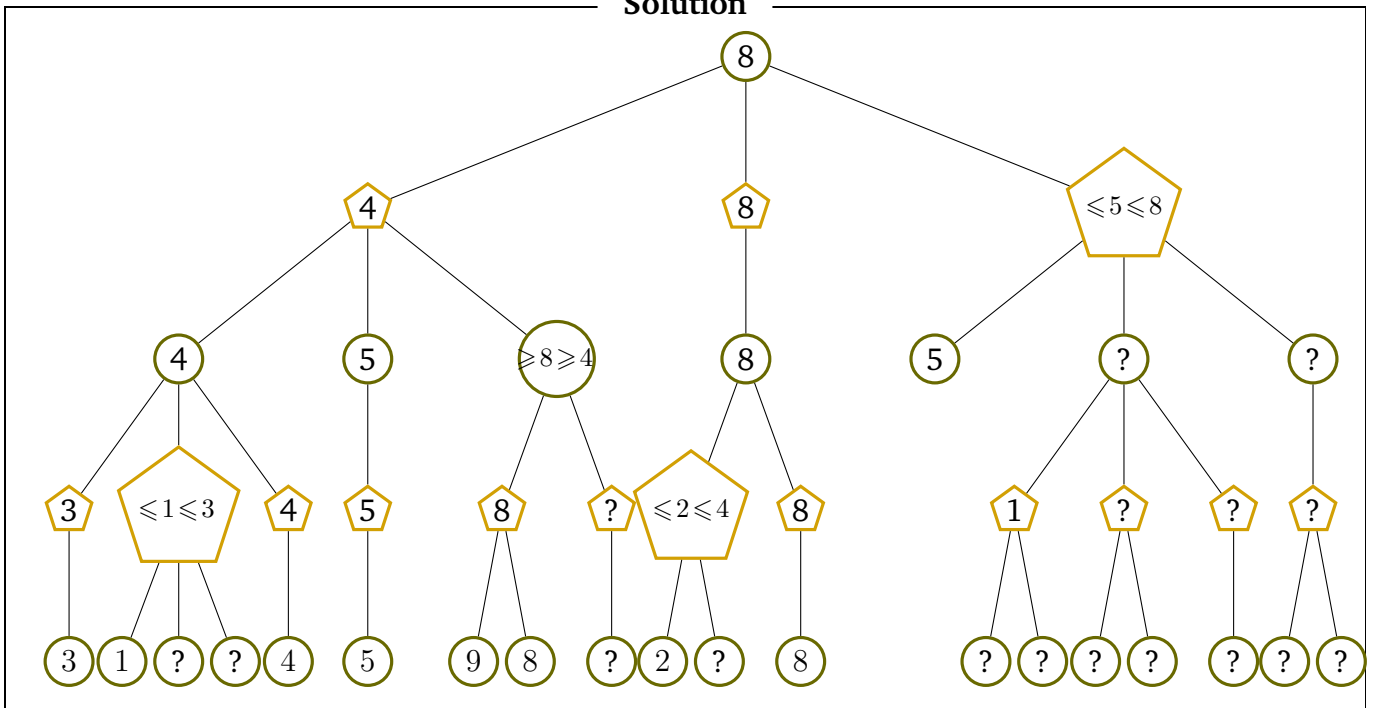 Solution
8
4 8 ⩽5⩽8
4 5 ⩾8⩾4 8 5 ? ?
3 ⩽1⩽3 4 5 8 ? ⩽2⩽4 8 1 ? ? ?
3 1 ? ? 4 5 9 8 ? 2 ? 8 ? ? ? ? ? ? ?